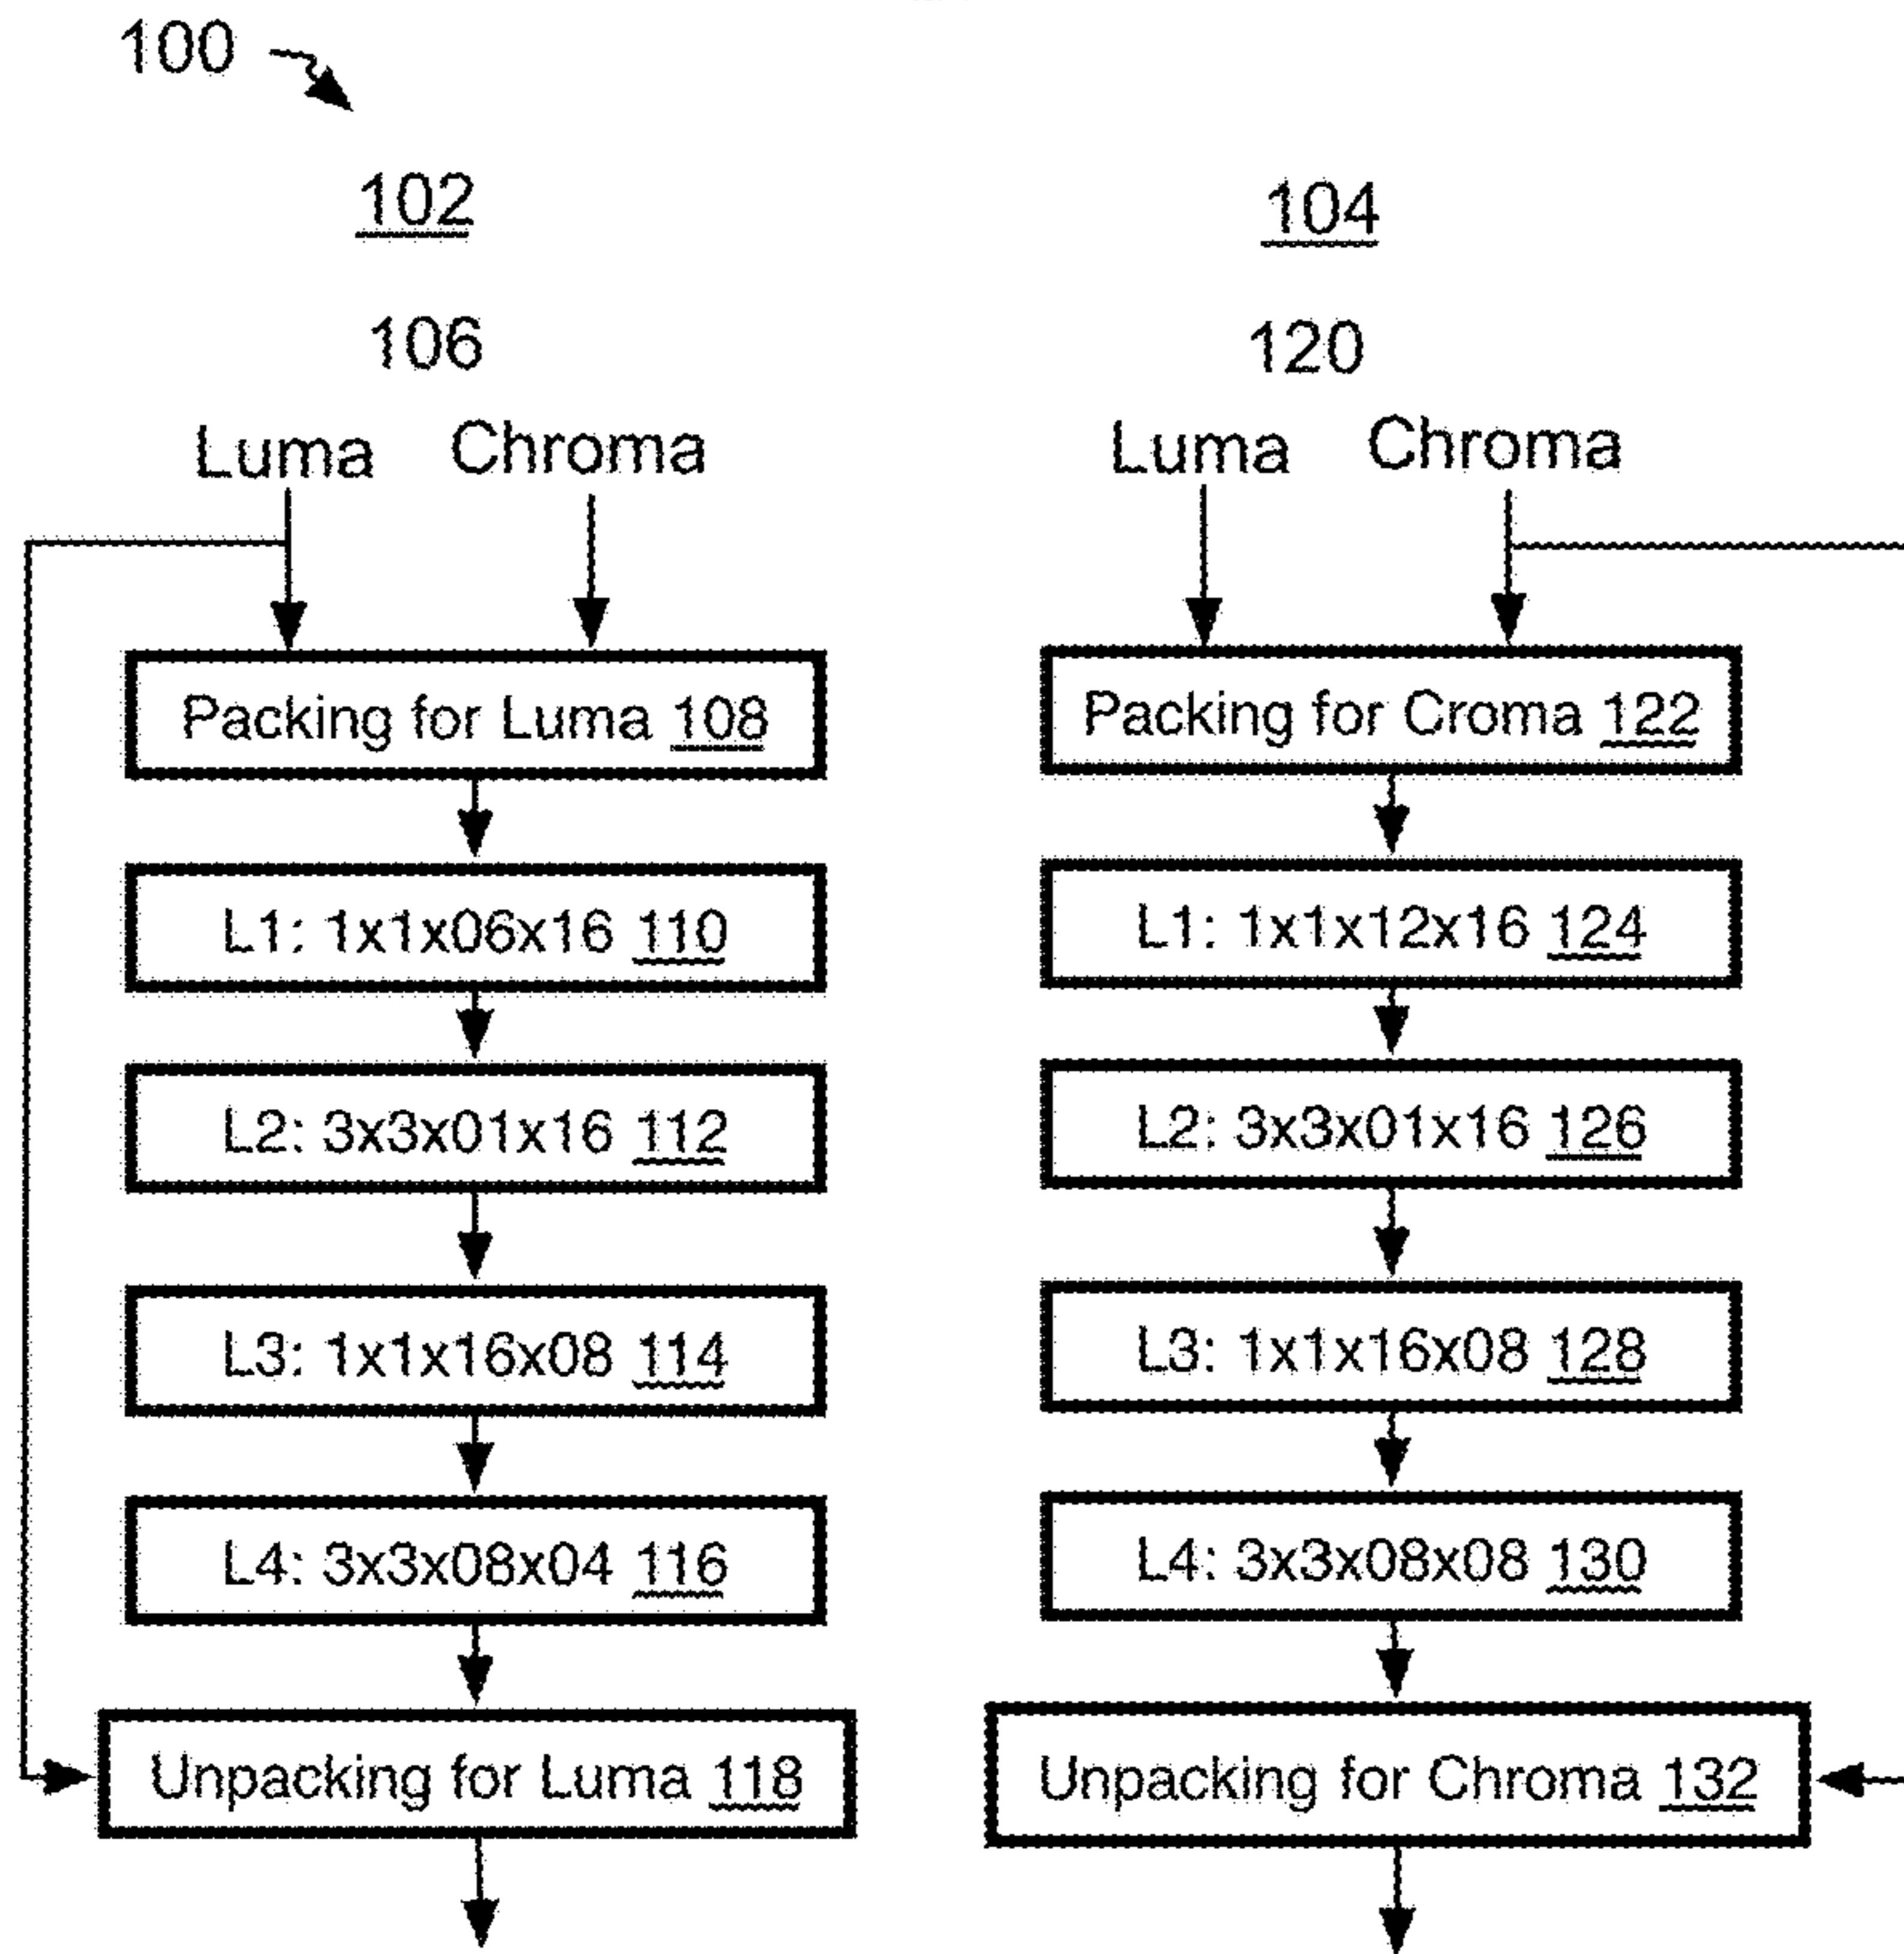 100
102
106
Luma Chroma
Packing for Luma 108
L1: 1x1x06x16 110
L2: 3x3x01x16 112
L3: 1x1x16x08 114
L4: 3x3x08x04 116
Unpacking for Luma 118
104
120
Luma Chroma
Packing for Croma 122
L1: 1x1x12x16 124
L2: 3x3x01x16 126
L3: 1x1x16x08 128
L4: 3x3x08x08 130
Unpacking for Chroma 132